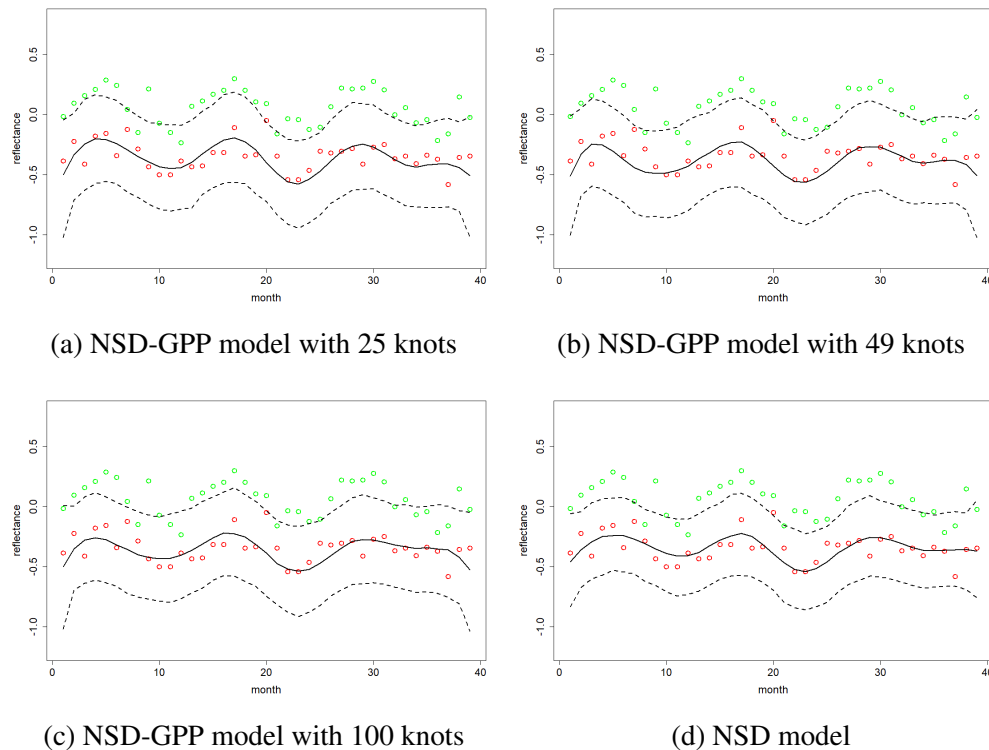 0.5
0.0
-0.5
-1.0
reflectance
0 10 20 30 40
month
(a) NSD-GPP model with 25 knots
0.5
0.0
-0.5
-1.0
reflectance
0 10 20 30 40
month
(b) NSD-GPP model with 49 knots
0.5
0.0
-0.5
-1.0
reflectance
0 10 20 30 40
month
(c) NSD-GPP model with 100 knots
0.5
0.0
-0.5
-1.0
reflectance
0 10 20 30 40
month
(d) NSD model